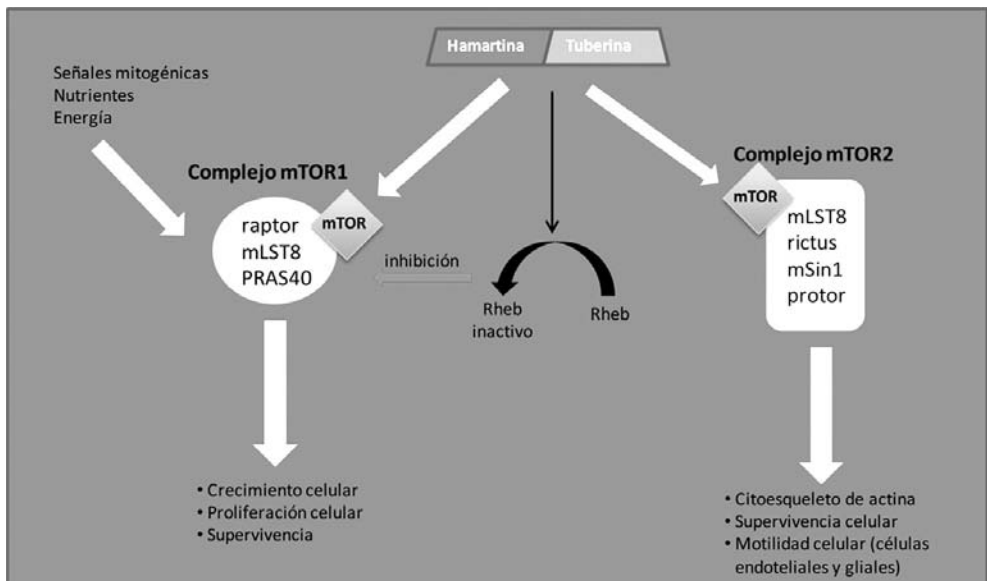 Hamartina Tuberina
Señales mitogénicas
Nutrientes
Energía
Complejo mTOR1
mTOR
raptor
mLST8
PRAS40
inhibición
Rheb
inactivo
Rheb
Complejo mTOR2
mTOR
mLST8
rictus
mSin1
protor
• Crecimiento celular
• Proliferación celular
• Supervivencia
• Citoesqueleto de actina
• Supervivencia celular
• Motilidad celular (células
endoteliales y gliales)